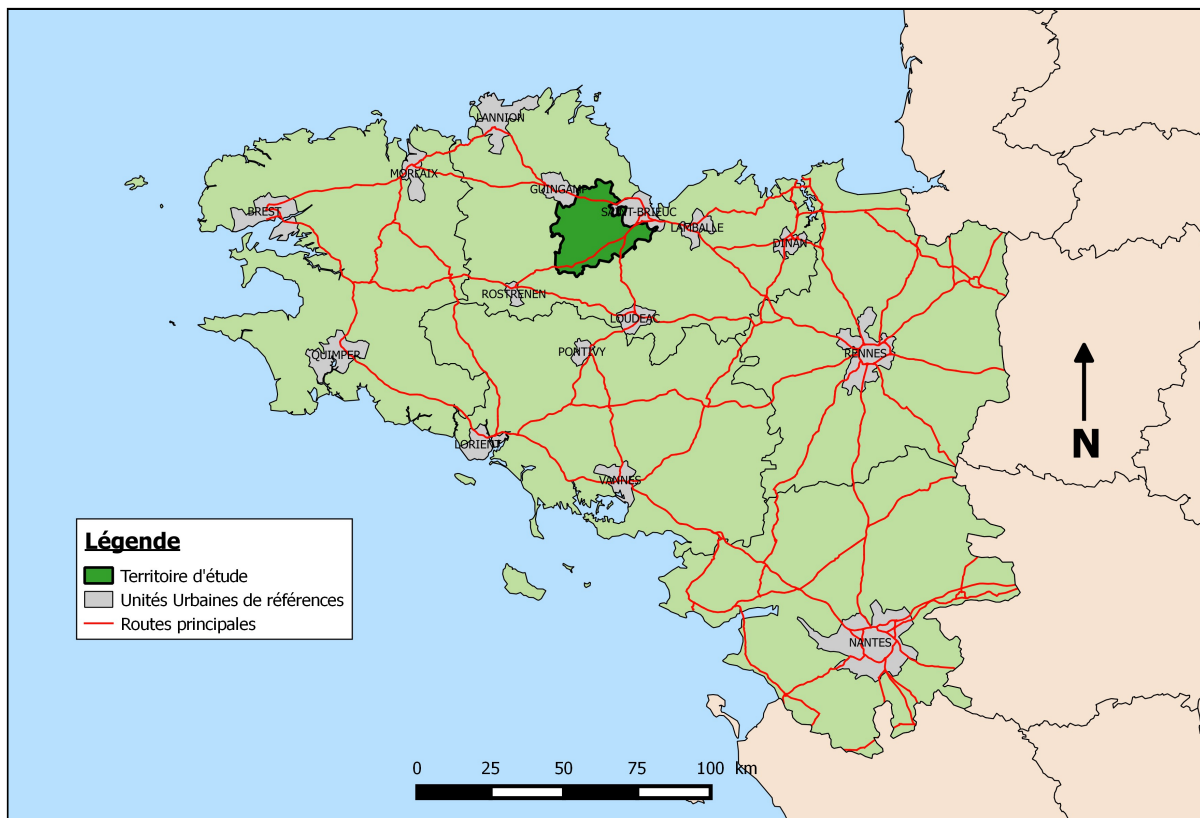 LANNION
MORLAIX
GUINGAMP
BREST
SAINT-BRIEUC
LAMBALLE
DINAN
ROSTRENEN
LOUDEAC
QUIMPER
PONTIVY
RENNES
LORIENT
VANNES
N
Légende
Territoire d'étude
Unités Urbaines de références
Routes principales
NANTES
0 25 50 75 100 km